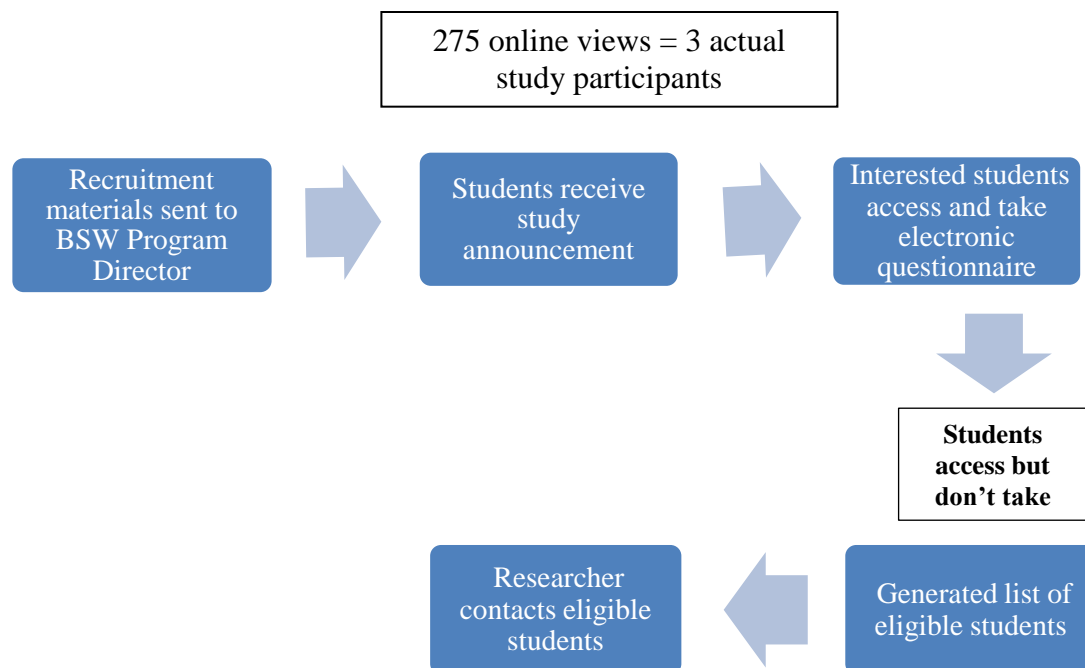 275 online views = 3 actual
study participants
Recruitment
materials sent to
BSW Program
Director
Students receive
study
announcement
Interested students
access and take
electronic
questionnaire
Students
access but
don’t take
Generated list of
eligible students
Researcher
contacts eligible
students